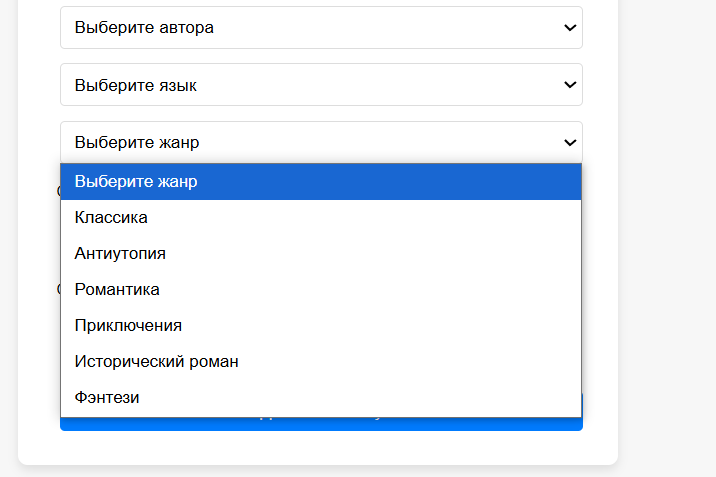 Выберите автора
Выберите язык
Выберите жанр
Выберите жанр
Классика
Антиутопия
Романтика
Приключения
Исторический роман
Фэнтези